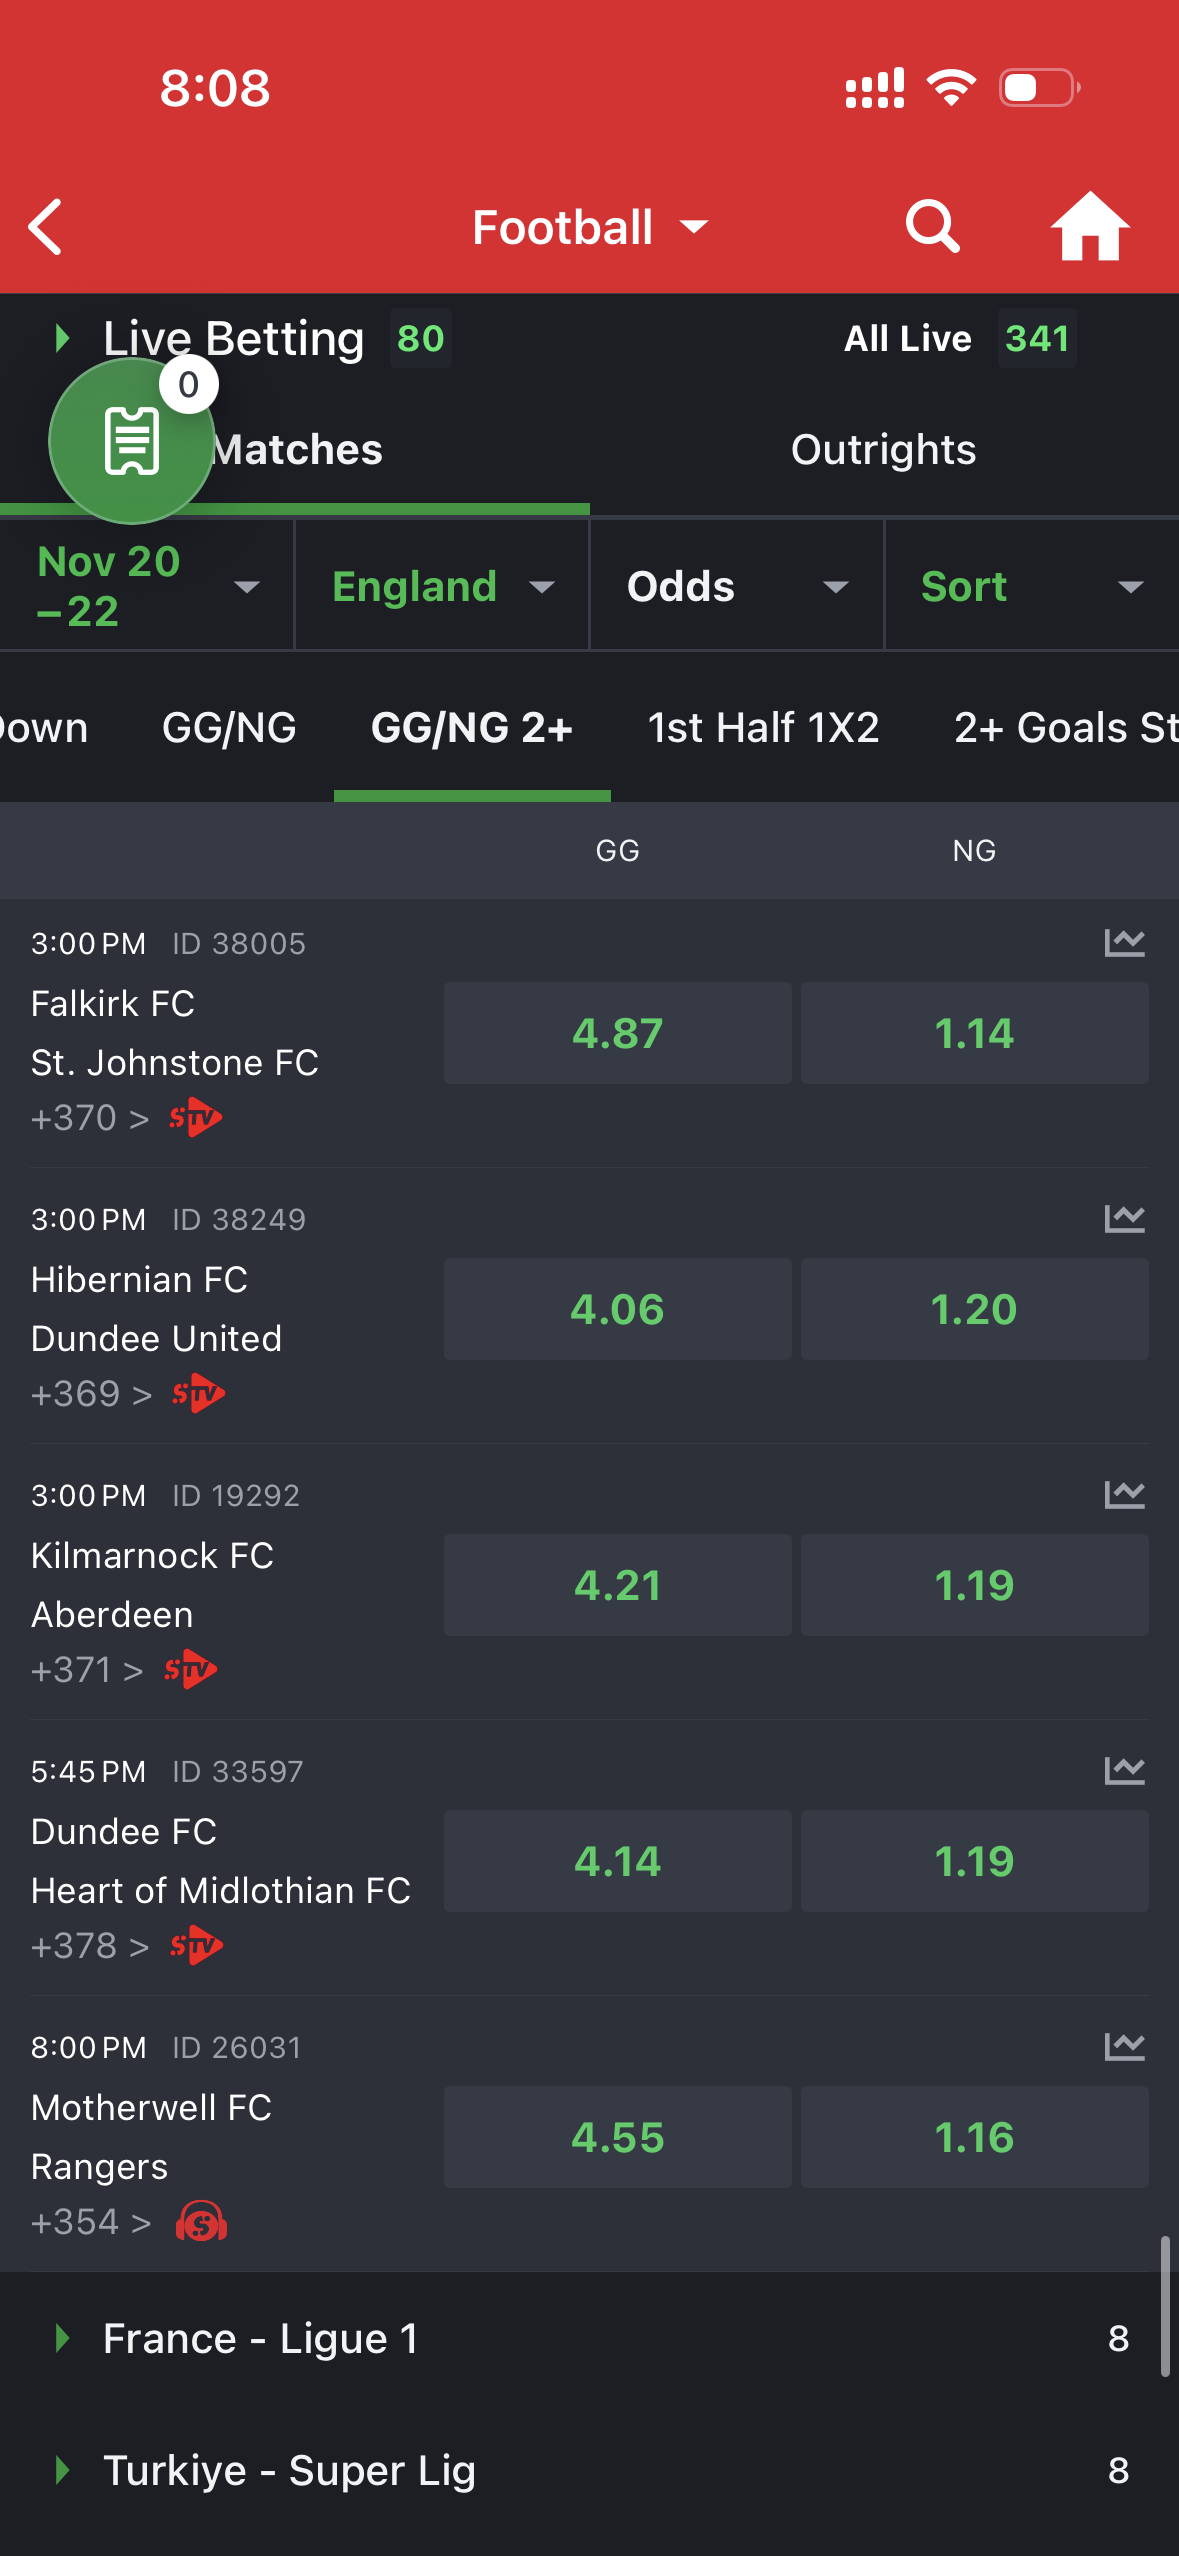 8:08
Football
Live Betting 80 All Live 341
0
Matches Outrights
Nov 20
–22
England
Odds
Sort
Down GG/NG GG/NG 2+ 1st Half 1X2 2+ Goals St
GG NG
3:00 PM ID 38005
Falkirk FC
St. Johnstone FC
4.87 1.14
+370 > STV
3:00 PM ID 38249
Hibernian FC
Dundee United
4.06 1.20
+369 > STV
3:00 PM ID 19292
Kilmarnock FC
Aberdeen
4.21 1.19
+371 > STV
5:45 PM ID 33597
Dundee FC
Heart of Midlothian FC
4.14 1.19
+378 > STV
8:00 PM ID 26031
Motherwell FC
Rangers
4.55 1.16
+354 >
France - Ligue 1 8
Turkiye - Super Lig 8